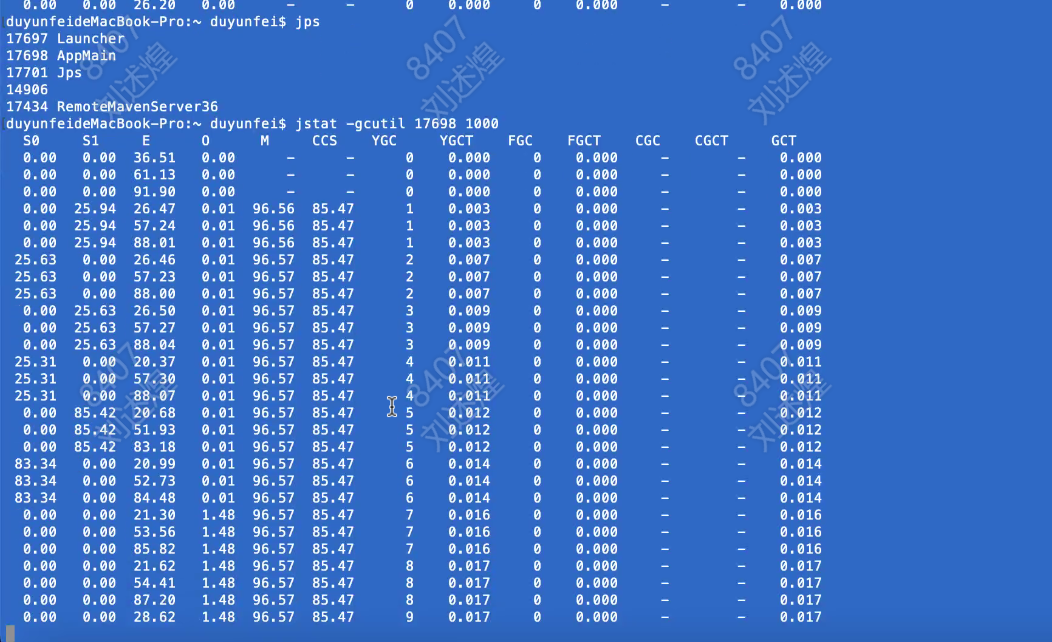 0.00 0.00 26.20 0.00 – – 0 0.000 0 0.000 – – 0.000
duyunfeideMacBook-Pro:~ duyunfei$ jps
17697 Launcher
17698 AppMain
17701 Jps
14906
17434 RemoteMavenServer36
duyunfeideMacBook-Pro:~ duyunfei$ jstat -gcutil 17698 1000
S0 S1 E O M CCS YGC YGCT FGC FGCT CGC CGCT GCT
0.00 0.00 36.51 0.00 – – 0 0.000 0 0.000 – – 0.000
0.00 0.00 61.13 0.00 – – 0 0.000 0 0.000 – – 0.000
0.00 0.00 91.90 0.00 – – 0 0.000 0 0.000 – – 0.000
0.00 25.94 26.47 0.01 96.56 85.47 1 0.003 0 0.000 – – 0.003
0.00 25.94 57.24 0.01 96.56 85.47 1 0.003 0 0.000 – – 0.003
0.00 25.94 88.01 0.01 96.56 85.47 1 0.003 0 0.000 – – 0.003
25.63 0.00 26.46 0.01 96.57 85.47 2 0.007 0 0.000 – – 0.007
25.63 0.00 57.23 0.01 96.57 85.47 2 0.007 0 0.000 – – 0.007
25.63 0.00 88.00 0.01 96.57 85.47 2 0.007 0 0.000 – – 0.007
0.00 25.63 26.50 0.01 96.57 85.47 3 0.009 0 0.000 – – 0.009
0.00 25.63 57.27 0.01 96.57 85.47 3 0.009 0 0.000 – – 0.009
0.00 25.63 88.04 0.01 96.57 85.47 3 0.009 0 0.000 – – 0.009
25.31 0.00 20.37 0.01 96.57 85.47 4 0.011 0 0.000 – – 0.011
25.31 0.00 57.30 0.01 96.57 85.47 4 0.011 0 0.000 – – 0.011
25.31 0.00 88.07 0.01 96.57 85.47 4 0.011 0 0.000 – – 0.011
0.00 85.42 20.68 0.01 96.57 85.47 5 0.012 0 0.000 – – 0.012
0.00 85.42 51.93 0.01 96.57 85.47 5 0.012 0 0.000 – – 0.012
0.00 85.42 83.18 0.01 96.57 85.47 5 0.012 0 0.000 – – 0.012
83.34 0.00 20.99 0.01 96.57 85.47 6 0.014 0 0.000 – – 0.014
83.34 0.00 52.73 0.01 96.57 85.47 6 0.014 0 0.000 – – 0.014
83.34 0.00 84.48 0.01 96.57 85.47 6 0.014 0 0.000 – – 0.014
0.00 0.00 21.30 1.48 96.57 85.47 7 0.016 0 0.000 – – 0.016
0.00 0.00 53.56 1.48 96.57 85.47 7 0.016 0 0.000 – – 0.016
0.00 0.00 85.82 1.48 96.57 85.47 7 0.016 0 0.000 – – 0.016
0.00 0.00 21.62 1.48 96.57 85.47 8 0.017 0 0.000 – – 0.017
0.00 0.00 54.41 1.48 96.57 85.47 8 0.017 0 0.000 – – 0.017
0.00 0.00 87.20 1.48 96.57 85.47 8 0.017 0 0.000 – – 0.017
0.00 0.00 28.62 1.48 96.57 85.47 9 0.017 0 0.000 – – 0.017
8407
刘述煌
8407
刘述煌
8407
刘述煌
8407
刘述煌
8407
刘述煌
8407
刘述煌